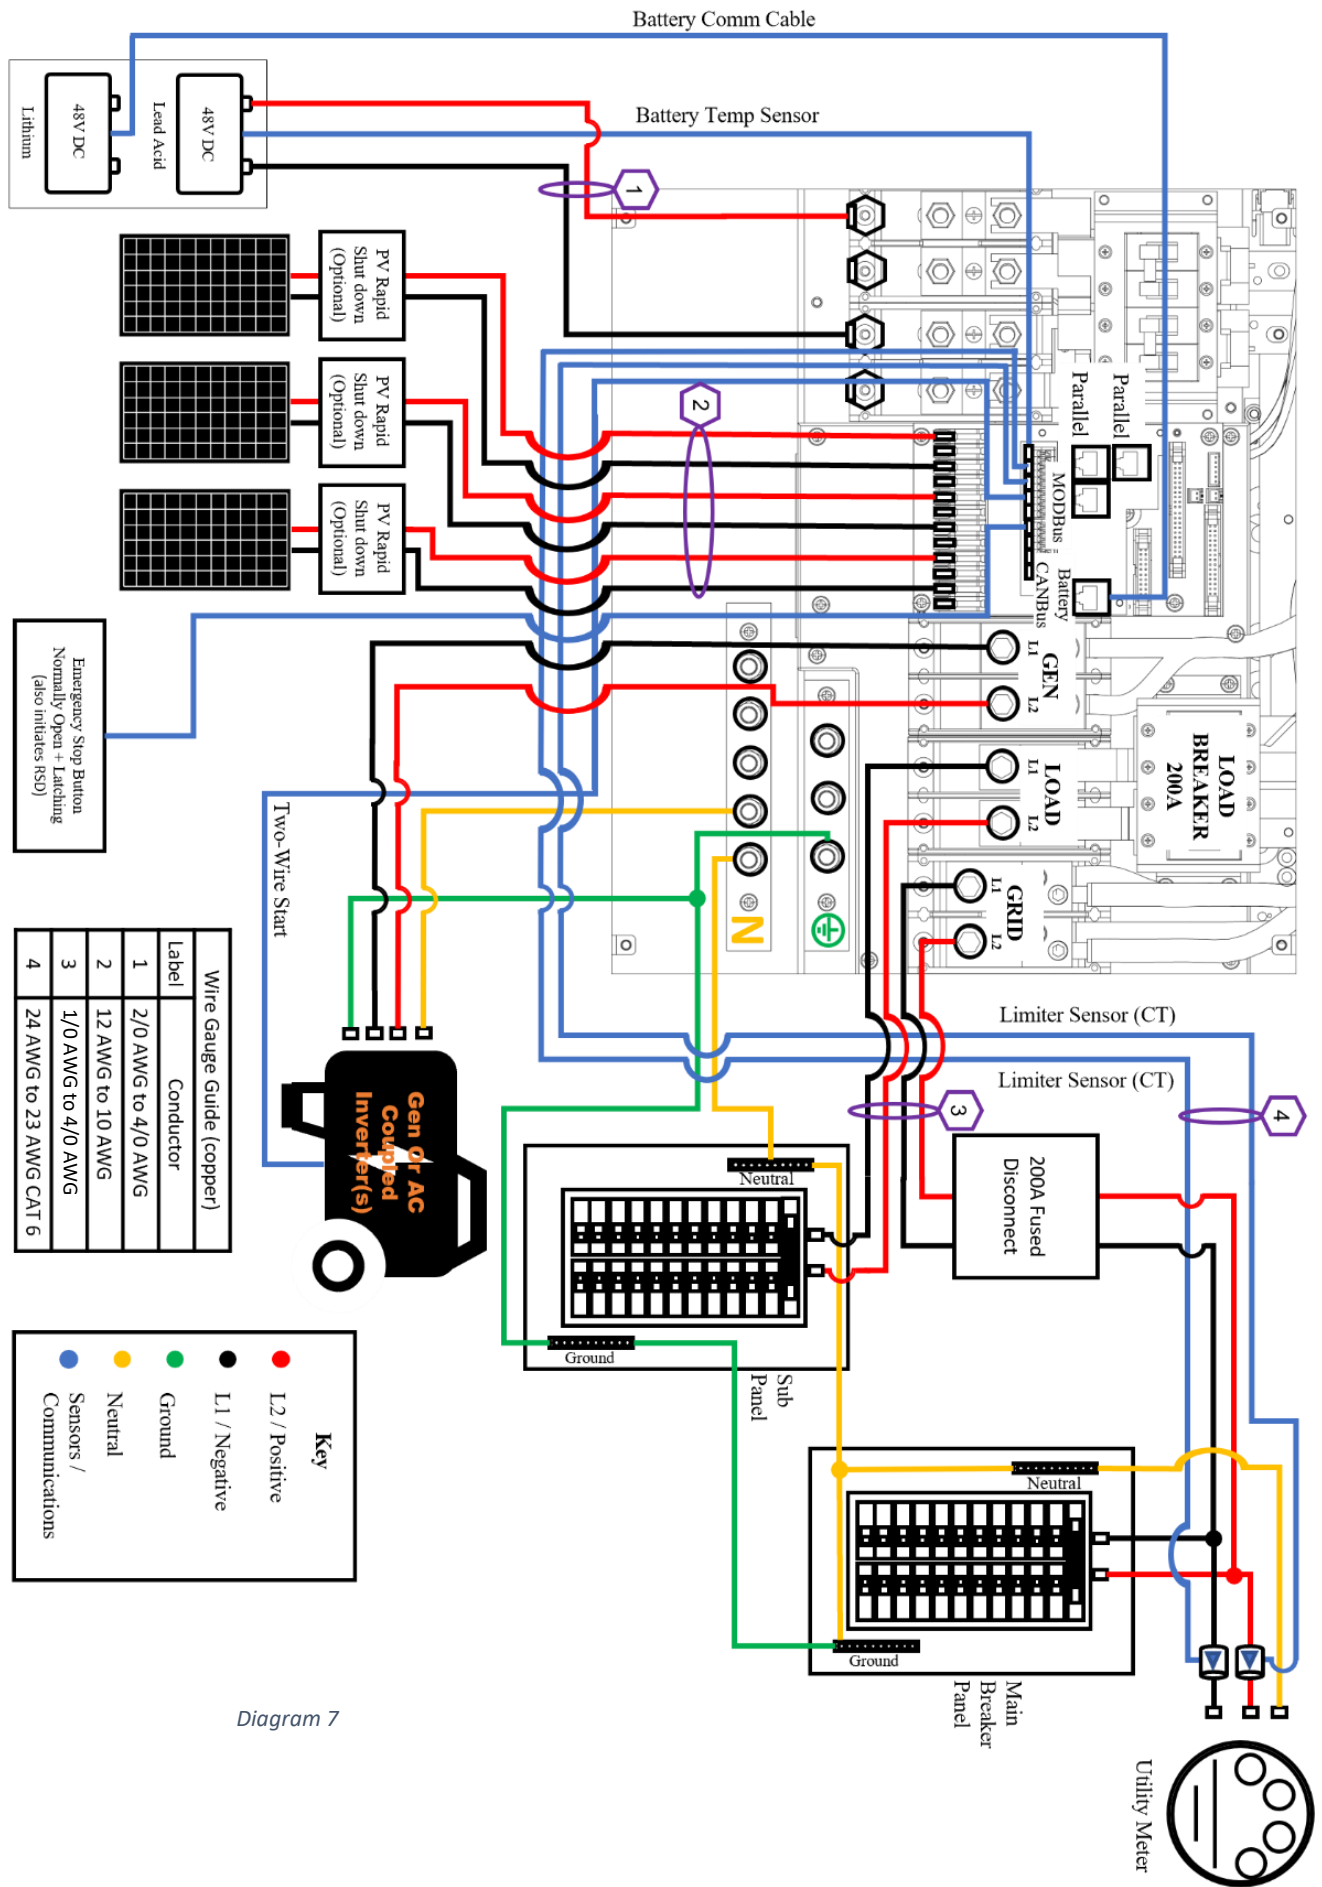 Battery Comm Cable
Battery Temp Sensor
48V DC
Lithium
48V DC
Lead Acid
1
PV Rapid
Shut down
(Optional)
PV Rapid
Shut down
(Optional)
PV Rapid
Shut down
(Optional)
2
Parallel
Parallel
MODBus
Battery
CANBus
L1
L2
GEN
L1
L2
LOAD
LOAD
BREAKER
200A
L1
L2
GRID
N
Emergency Stop Button
Normally Open + Latching
(also initiates RSD)
Two-Wire Start
Limiter Sensor (CT)
Limiter Sensor (CT)
3
4
Wire Gauge Guide (copper)
Label Conductor
1 2/0 AWG to 4/0 AWG
2 12 AWG to 10 AWG
3 1/0 AWG to 4/0 AWG
4 24 AWG to 23 AWG CAT 6
Gen Or AC
Coupled
Inverter(s)
200A Fused
Disconnect
Neutral
Ground
Sub
Panel
Neutral
Ground
Main
Breaker
Panel
Key
L2 / Positive
L1 / Negative
Ground
Neutral
Sensors /
Communications
Utility Meter
Diagram 7